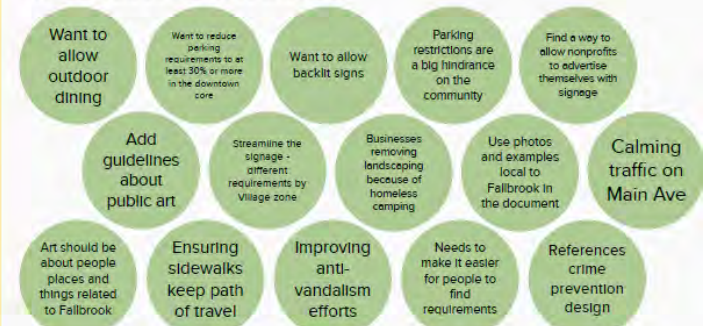 Want to
allow
outdoor
dining
Want to reduce
parking
requirements to at
least 30% or more
in the downtown
core
Want to allow
backlit signs
Parking
restrictions are
a big hindrance
on the
community
Find a way to
allow nonprofits
to advertise
themselves with
signage
Add
guidelines
about
public art
Streamline the
signage -
different
requirements by
Village zone
Businesses
removing
landscaping
because of
homeless
camping
Use photos
and examples
local to
Fallbrook in
the document
Calming
traffic on
Main Ave
Art should be
about people
places and
things related
to Fallbrook
Ensuring
sidewalks
keep path
of travel
Improving
anti-
vandalism
efforts
Needs to
make it easier
for people to
find
requirements
References
crime
prevention
design